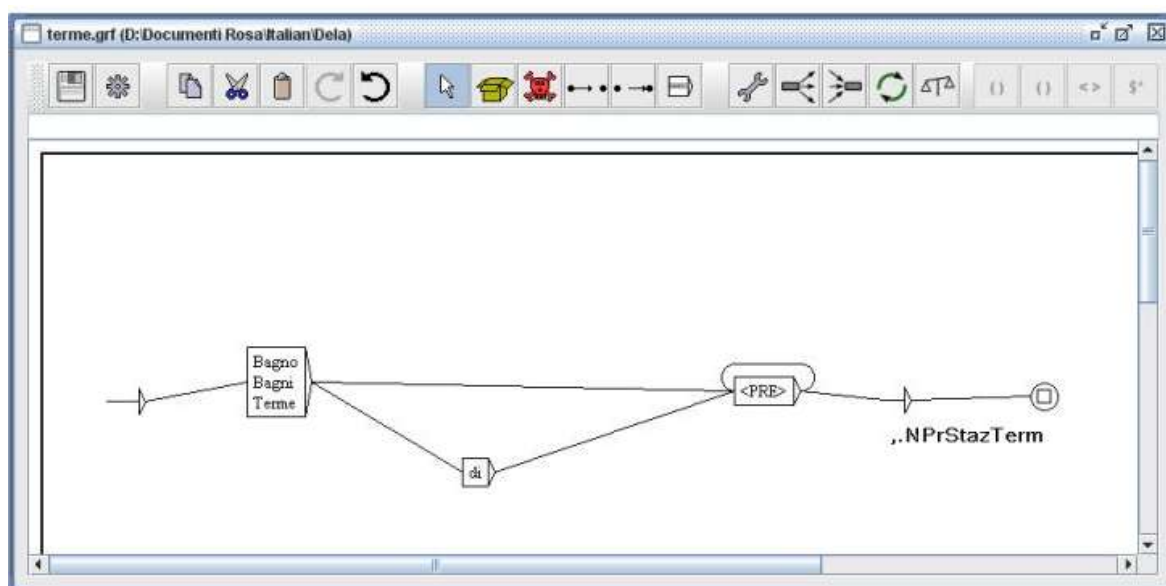 terme.grf (D:\Documenti Rosa\Italian\Dela)
() () <> $*
Bagno
Bagni
Terme
<PRE>
di
,.NPrStazTerm